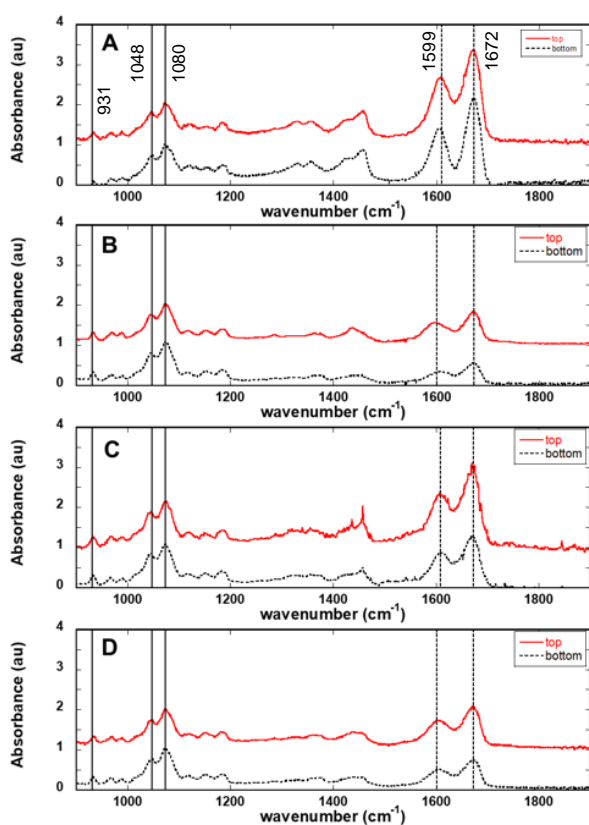 A
931
1048
1080
1599
1672
top
bottom
Absorbance (au)
4
3
2
1
0
1000
1200
1400
1600
1800
wavenumber (cm-1)
B
top
bottom
Absorbance (au)
4
3
2
1
0
1000
1200
1400
1600
1800
wavenumber (cm-1)
C
top
bottom
Absorbance (au)
4
3
2
1
0
1000
1200
1400
1600
1800
wavenumber (cm-1)
D
top
bottom
Absorbance (au)
4
3
2
1
0
1000
1200
1400
1600
1800
wavenumber (cm-1)